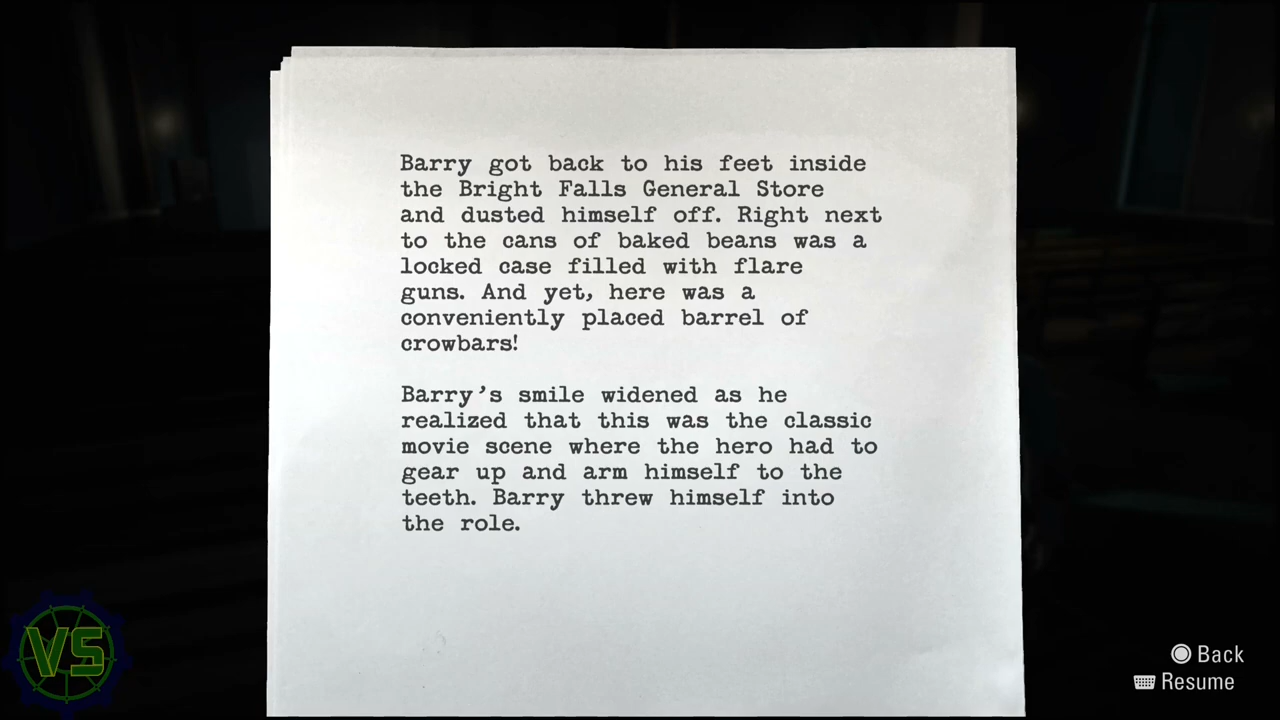 Barry got back to his feet inside
the Bright Falls General Store
and dusted himself off. Right next
to the cans of baked beans was a
locked case filled with flare
guns. And yet, here was a
conveniently placed barrel of
crowbars!
Barry's smile widened as he
realized that this was the classic
movie scene where the hero had to
gear up and arm himself to the
teeth. Barry threw himself into
the role.
VS
Back
Resume